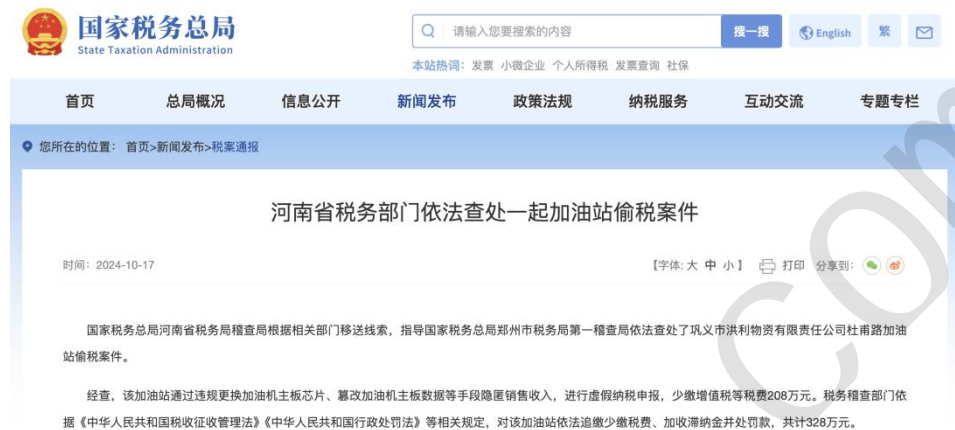 国家税务总局
State Taxation Administration
请输入您要搜索的内容
搜一搜
English
繁
本站热词：发票 小微企业 个人所得税 发票查询 社保
首页 总局概况 信息公开 新闻发布 政策法规 纳税服务 互动交流 专题专栏
您所在的位置： 首页>新闻发布>税案通报
河南省税务部门依法查处一起加油站偷税案件
时间：2024-10-17
【字体: 大 中 小】 打印 分享到:
国家税务总局河南省税务局稽查局根据相关部门移送线索，指导国家税务总局郑州市税务局第一稽查局依法查处了巩义市洪利物资有限责任公司杜甫路加油
站偷税案件。
经查，该加油站通过违规更换加油机主板芯片、篡改加油机主板数据等手段隐匿销售收入，进行虚假纳税申报，少缴增值税等税费208万元。税务稽查部门依
据《中华人民共和国税收征收管理法》《中华人民共和国行政处罚法》等相关规定，对该加油站依法追缴少缴税费、加收滞纳金并处罚款，共计328万元。
com